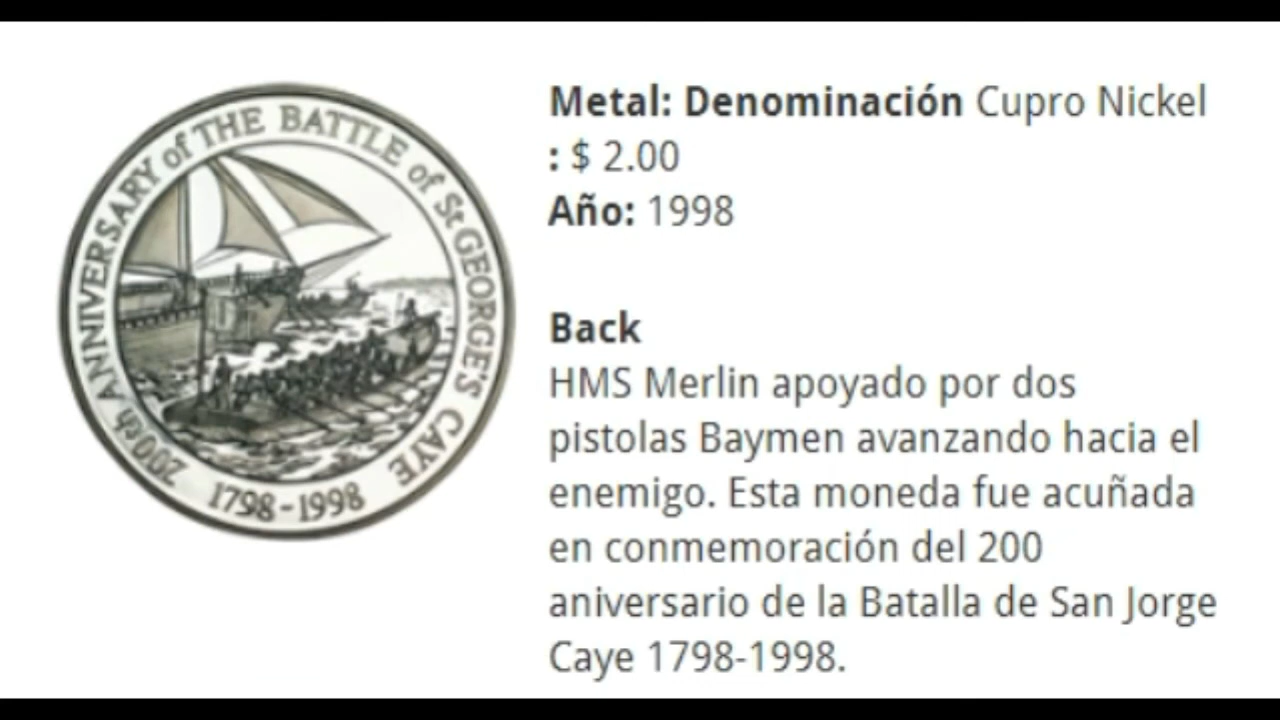 200th ANNIVERSARY of THE BATTLE of St GEORGE'S CAYE
1798-1998
Metal: Denominación Cupro Nickel
: $ 2.00
Año: 1998
Back
HMS Merlin apoyado por dos
pistolas Baymen avanzando hacia el
enemigo. Esta moneda fue acuñada
en conmemoración del 200
aniversario de la Batalla de San Jorge
Caye 1798-1998.